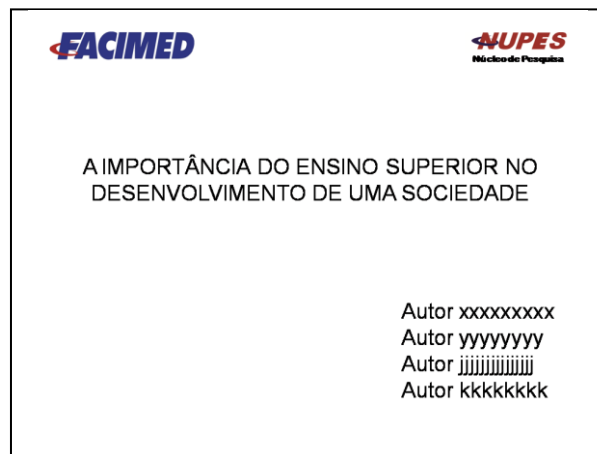 FACIMED
NUPES
Núcleo de Pesquisa
A IMPORTÂNCIA DO ENSINO SUPERIOR NO
DESENVOLVIMENTO DE UMA SOCIEDADE
Autor xxxxxxxxx
Autor yyyyyyyy
Autor jjjjjjjjjjjjjjj
Autor kkkkkkkk